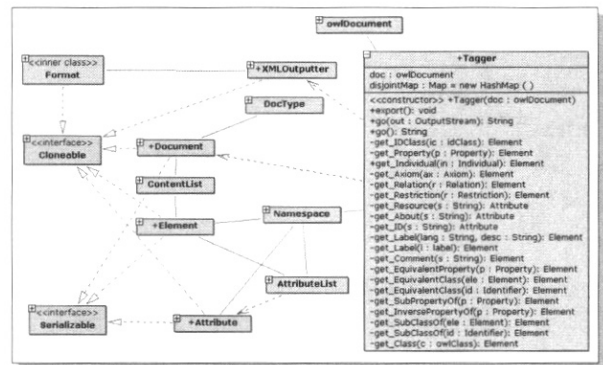 + owlDocument
<<inner class>>
Format
+XMLOutputter
DocType
<<interface>>
Cloneable
+Document
ContentList
+Element
Namespace
AttributeList
<<interface>>
Serializable
+Attribute
+Tagger
doc : owlDocument
disjointMap : Map = new HashMap ( )
<<constructor>> +Tagger(doc : owlDocument)
+export(): void
+go(out : OutputStream): String
+go(): String
-get_IDClass(ic : idClass): Element
-get_Property(p : Property): Element
+get_Individual(in : Individual): Element
-get_Axiom(ax : Axiom): Element
-get_Relation(r : Relation): Element
-get_Restriction(r : Restriction): Element
-get_Resource(s : String): Attribute
-get_About(s : String): Attribute
-get_ID(s : String): Attribute
-get_Label(lang : String, desc : String): Element
-get_Label(l : label): Element
-get_Comment(s : String): Element
-get_EquivalentProperty(p : Property): Element
-get_EquivalentClass(ele : Element): Element
-get_EquivalentClass(id : Identifier): Element
-get_SubPropertyOf(p : Property): Element
-get_InversePropertyOf(p : Property): Element
-get_SubClassOf(ele : Element): Element
-get_SubClassOf(id : Identifier): Element
-get_Class(c : owlClass): Element